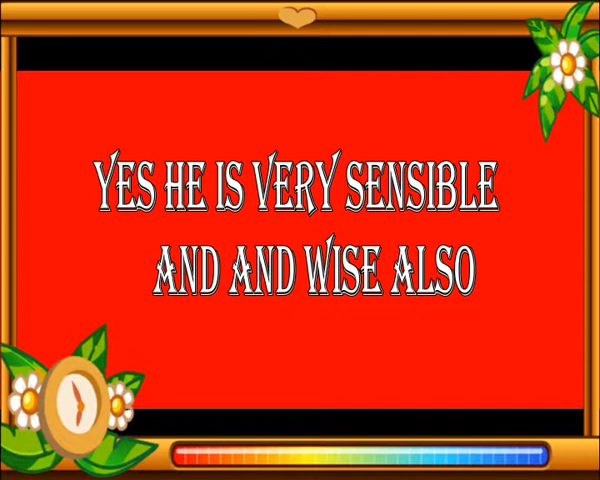 YES HE IS VERY SENSIBLE
AND AND WISE ALSO